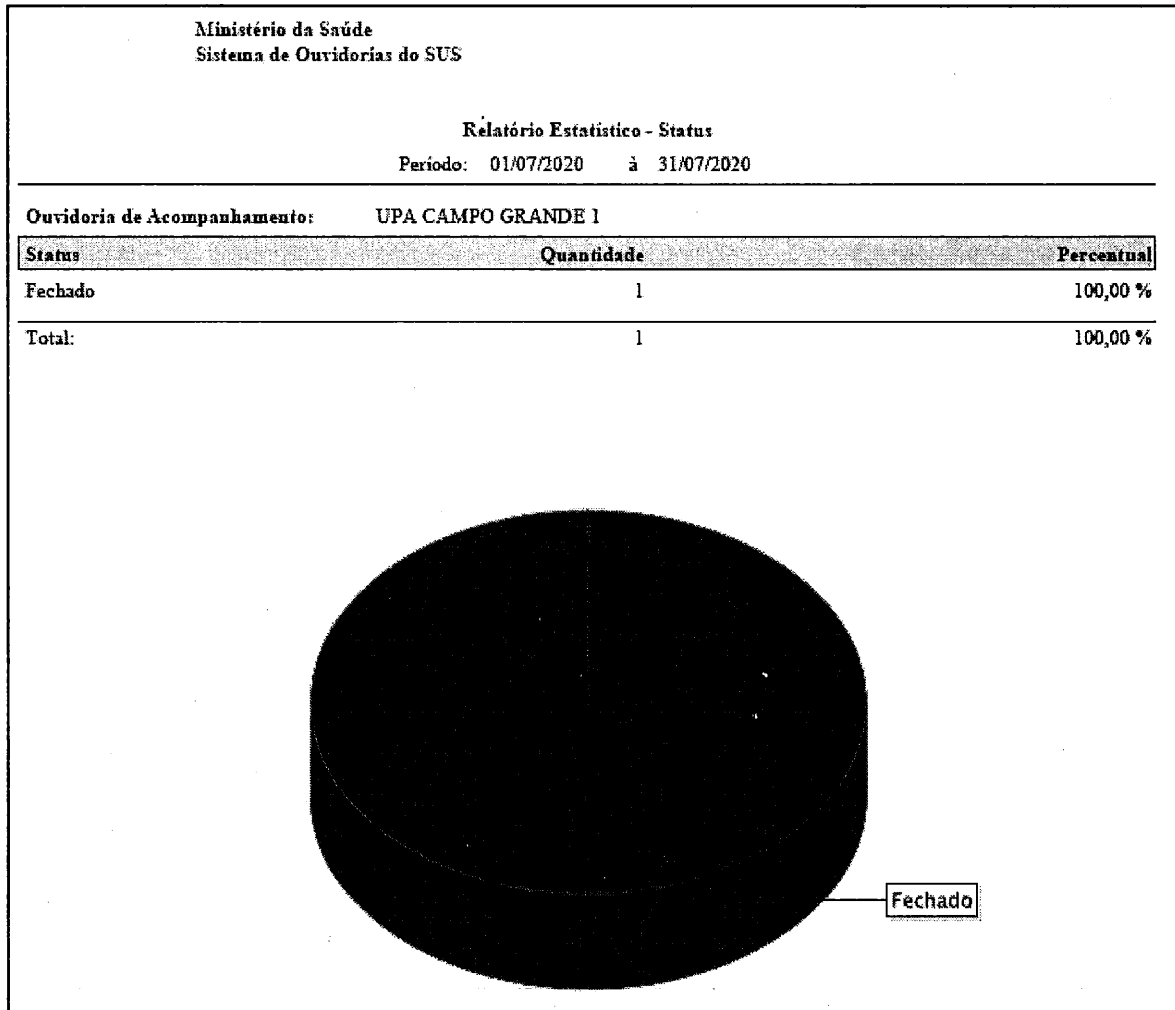 Ministério da Saúde
Sistema de Ouvidorias do SUS
Relatório Estatístico - Status
Período: 01/07/2020 à 31/07/2020
Ouvidoria de Acompanhamento: UPA CAMPO GRANDE 1
Status Quantidade Percentual
Fechado 1 100,00 %
Total: 1 100,00 %
Fechado